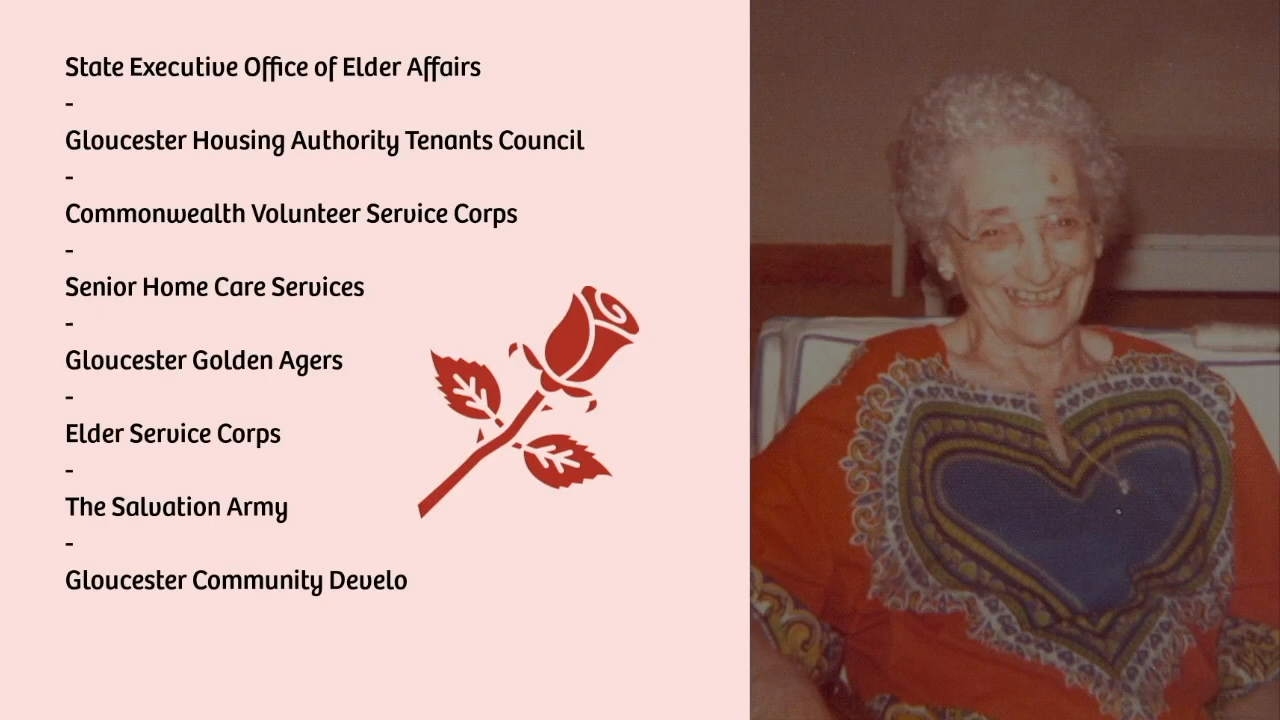 State Executive Office of Elder Affairs
-
Gloucester Housing Authority Tenants Council
-
Commonwealth Volunteer Service Corps
-
Senior Home Care Services
-
Gloucester Golden Agers
-
Elder Service Corps
-
The Salvation Army
-
Gloucester Community Develo